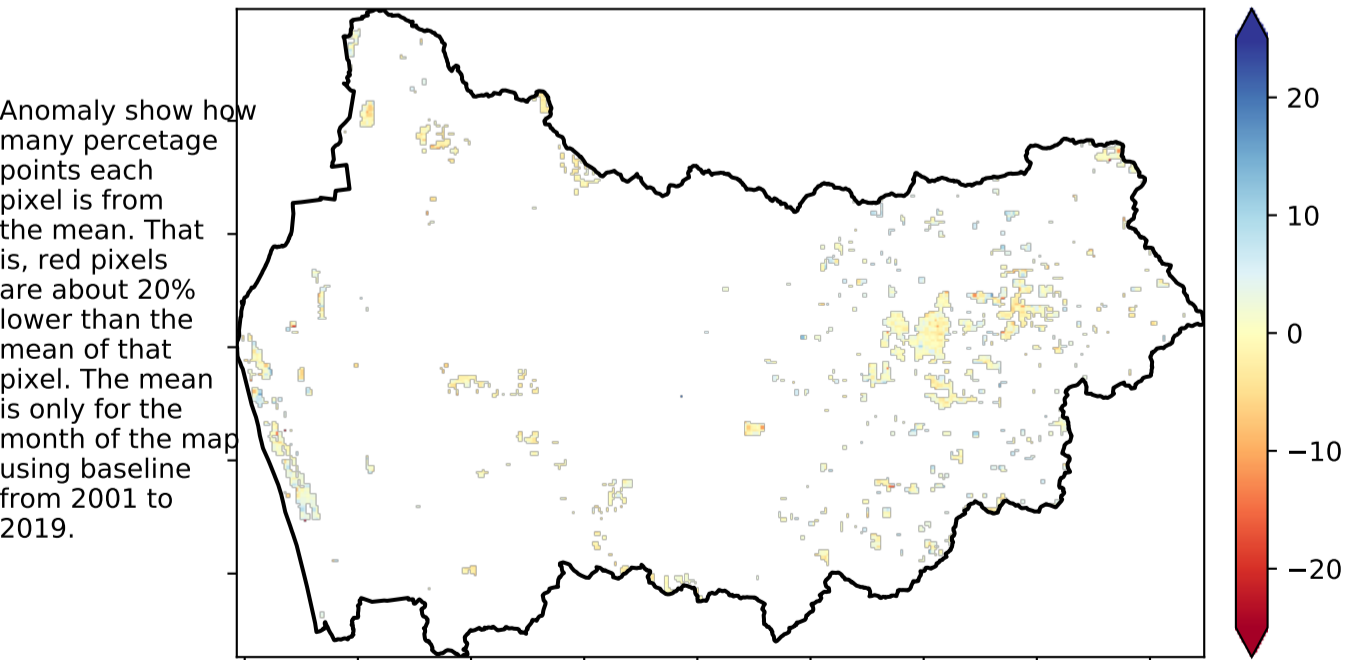 Anomaly show how
many percetage
points each
pixel is from
the mean. That
is, red pixels
are about 20%
lower than the
mean of that
pixel. The mean
is only for the
month of the map
using baseline
from 2001 to
2019.
20
10
0
−10
−20